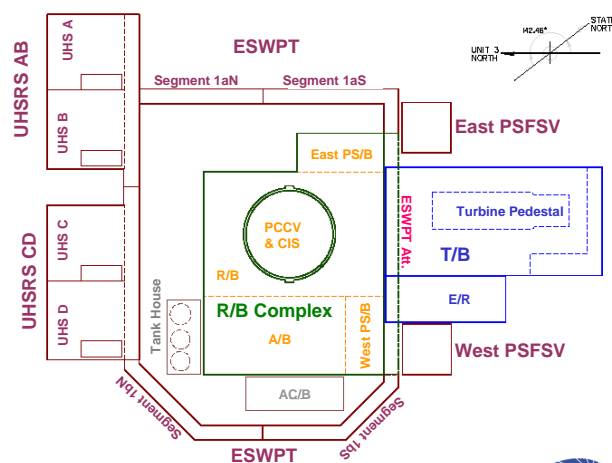 ESWPT
Segment 1aN
Segment 1aS
UHSRS AB
UHS A
UHS B
142.46°
STATE
NORTH
UNIT 3
NORTH
East PSFSV
East PS/B
PCCV
& CIS
ESWPT Att.
Turbine Pedestal
T/B
UHSRS CD
UHS C
UHS D
R/B
R/B Complex
E/R
Tank House
A/B
West PS/B
West PSFSV
AC/B
Segment 1bN
Segment 1bS
ESWPT